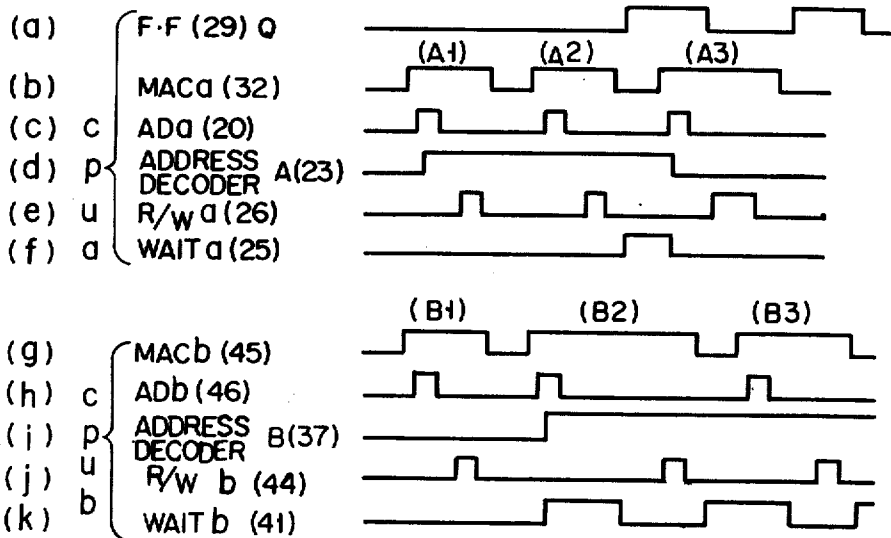 (a) F·F (29) Q
(A1) (A2) (A3)
(b) MACa (32)
(c) c ADa (20)
(d) p ADDRESS DECODER A(23)
(e) u R/W a (26)
(f) a WAIT a (25)
(B1) (B2) (B3)
(g) MACb (45)
(h) c ADb (46)
(i) p ADDRESS DECODER B(37)
(j) u R/W b (44)
(k) b WAIT b (41)